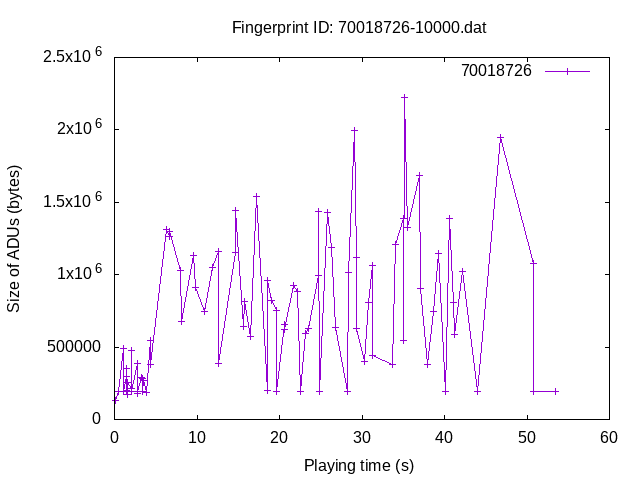 Fingerprint ID: 70018726-10000.dat
2.5x10^6
70018726
2x10^6
1.5x10^6
1x10^6
500000
0
Size of ADUs (bytes)
0 10 20 30 40 50 60
Playing time (s)